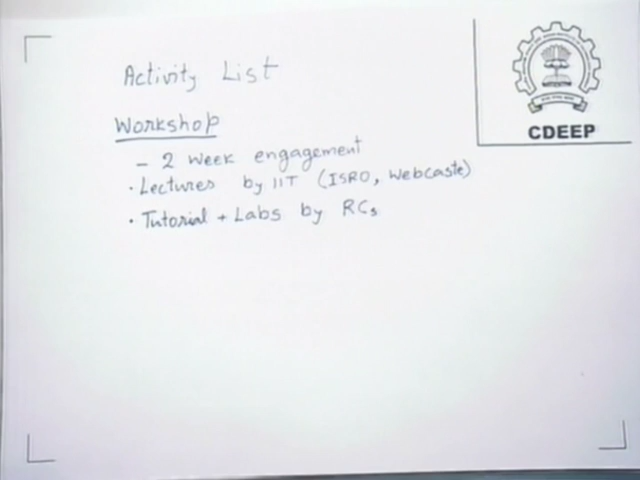 Activity List
CDEEP
Workshop
- 2 week engagement
• Lectures by IIT (ISRO, Webcaste)
• Tutorial + Labs by RCs